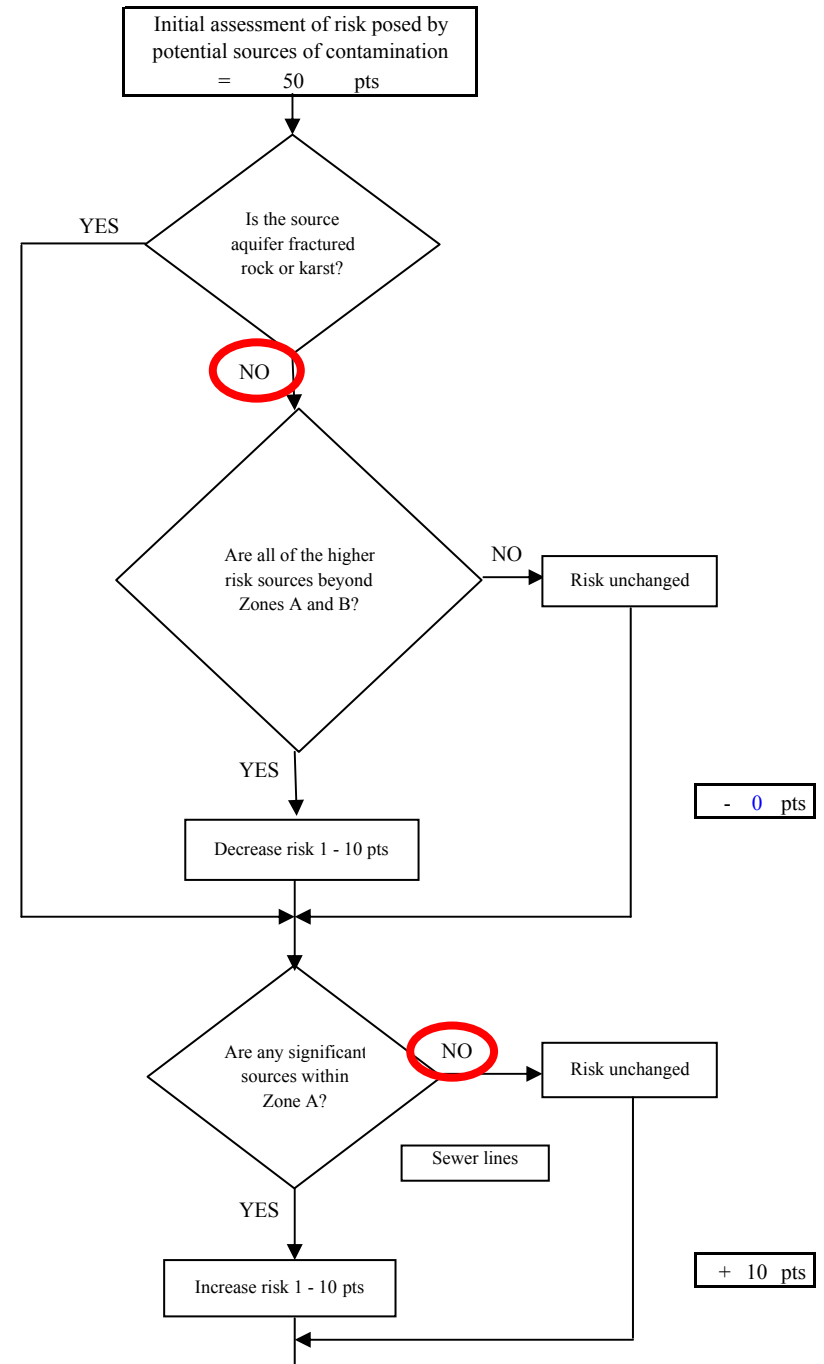 Initial assessment of risk posed by
potential sources of contamination
= 50 pts
YES
Is the source
aquifer fractured
rock or karst?
NO
Are all of the higher
risk sources beyond
Zones A and B?
NO
Risk unchanged
YES
- 0 pts
Decrease risk 1 - 10 pts
Are any significant
sources within
Zone A?
NO
Risk unchanged
Sewer lines
YES
Increase risk 1 - 10 pts
+ 10 pts